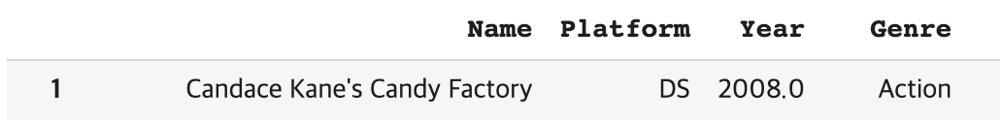 Name Platform Year Genre
1 Candace Kane's Candy Factory DS 2008.0 Action